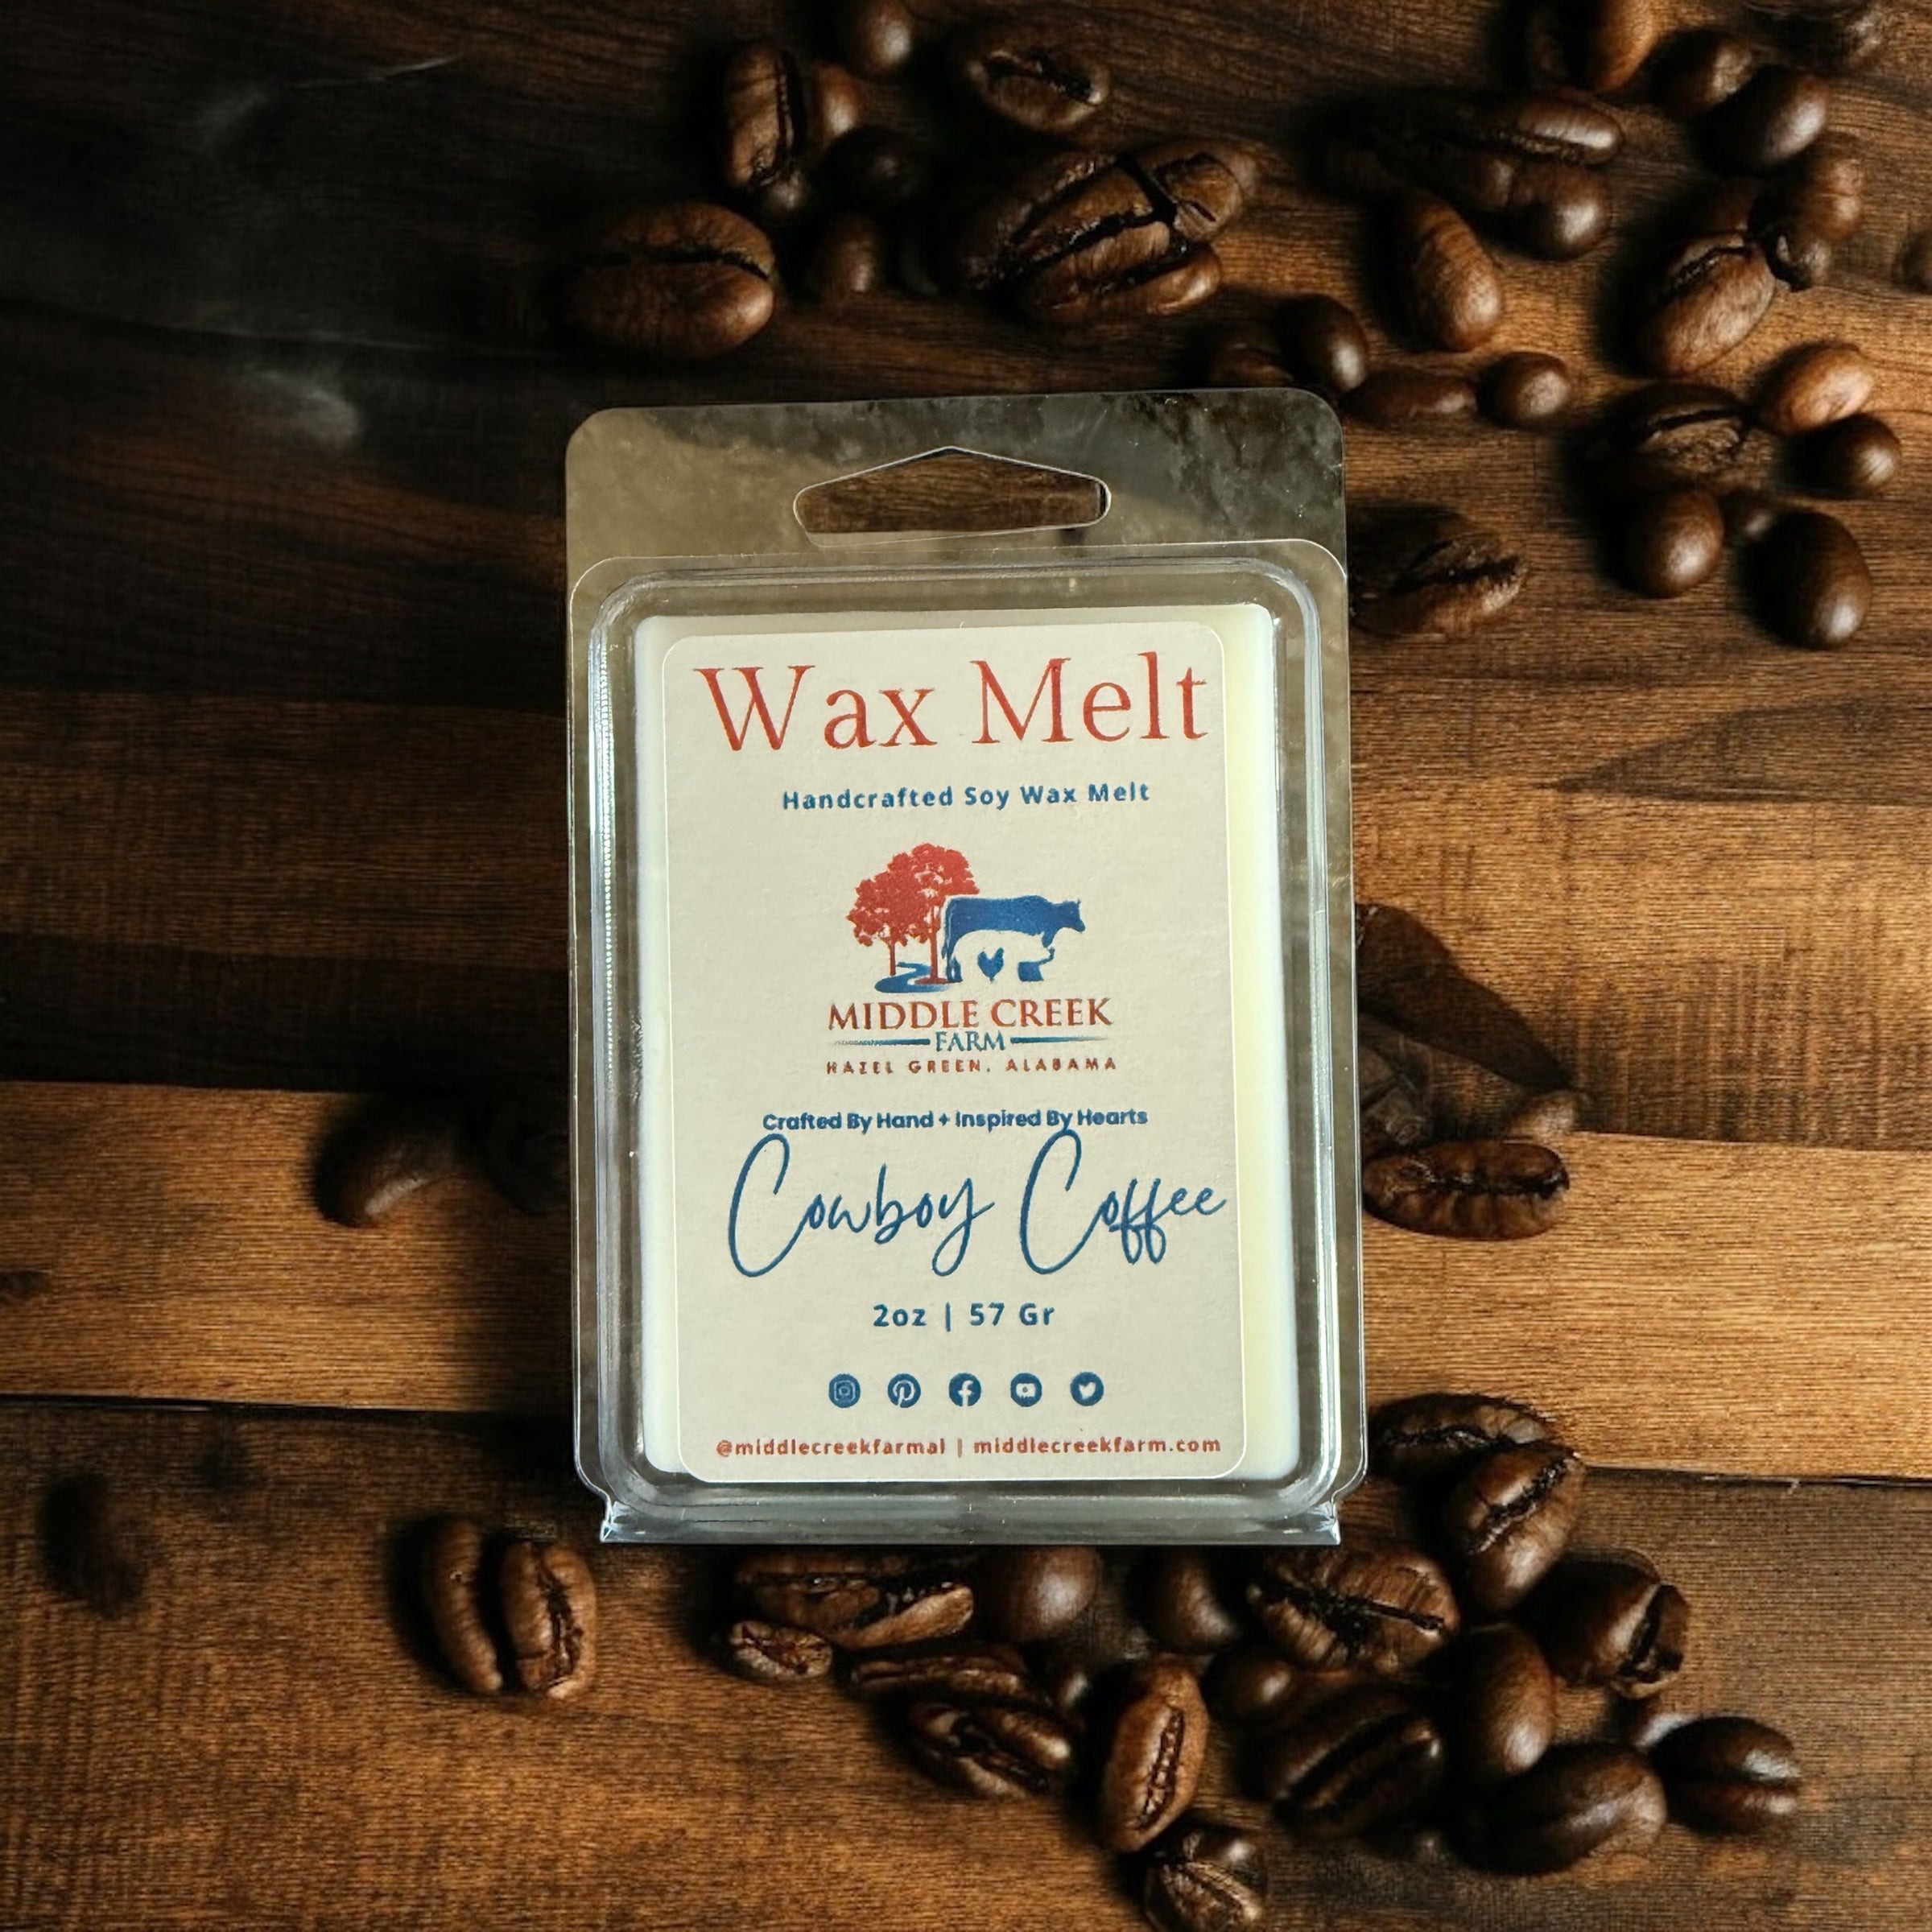 Wax Melt
Handcrafted Soy Wax Melt
MIDDLE CREEK
FARM
HAZEL GREEN, ALABAMA
Crafted By Hand + Inspired By Hearts
Cowboy Coffee
2oz | 57 Gr
@middlecreekfarmal | middlecreekfarm.com